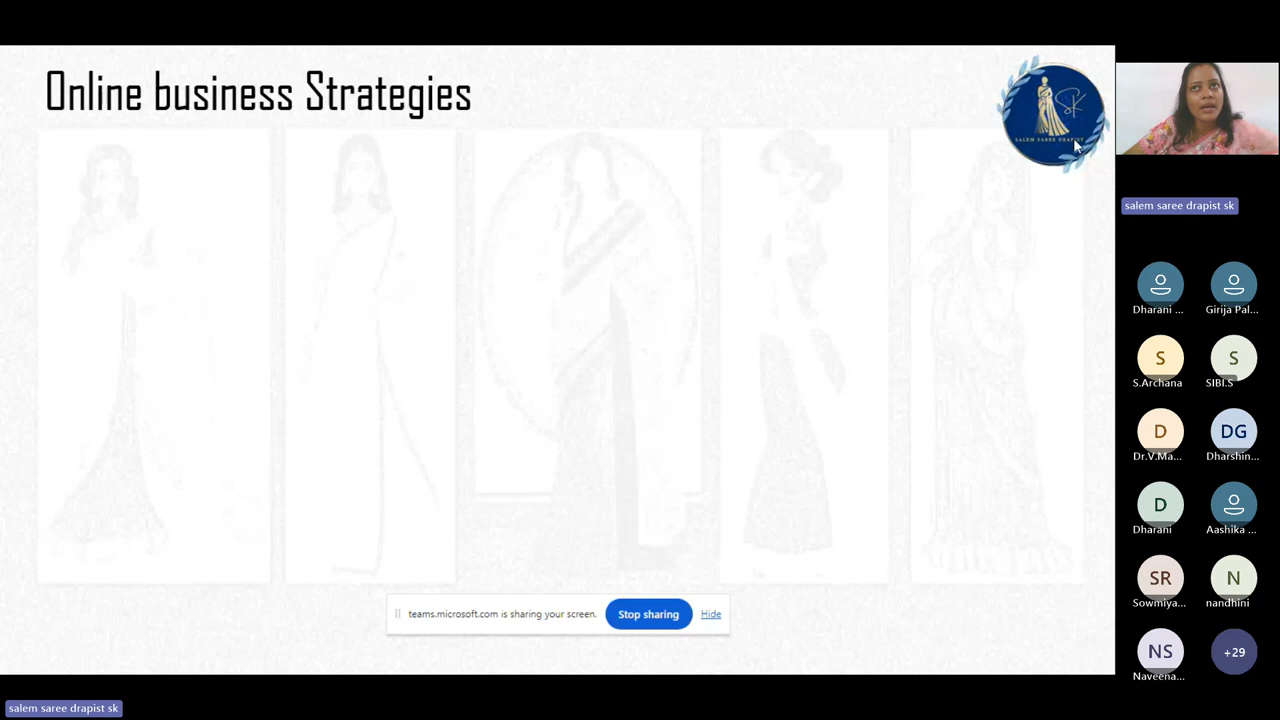 Online business Strategies
SK
SALEM SAREE DRAPIST
salem saree drapist sk
Dharani ...
Girija Pal...
S
S.Archana
S
SIBI.S
D
Dr.V.Ma...
DG
Dharshin...
D
Dharani
Aashika ...
SR
Sowmiya...
N
nandhini
NS
Naveena...
+29
teams.microsoft.com is sharing your screen.
Stop sharing
Hide
salem saree drapist sk